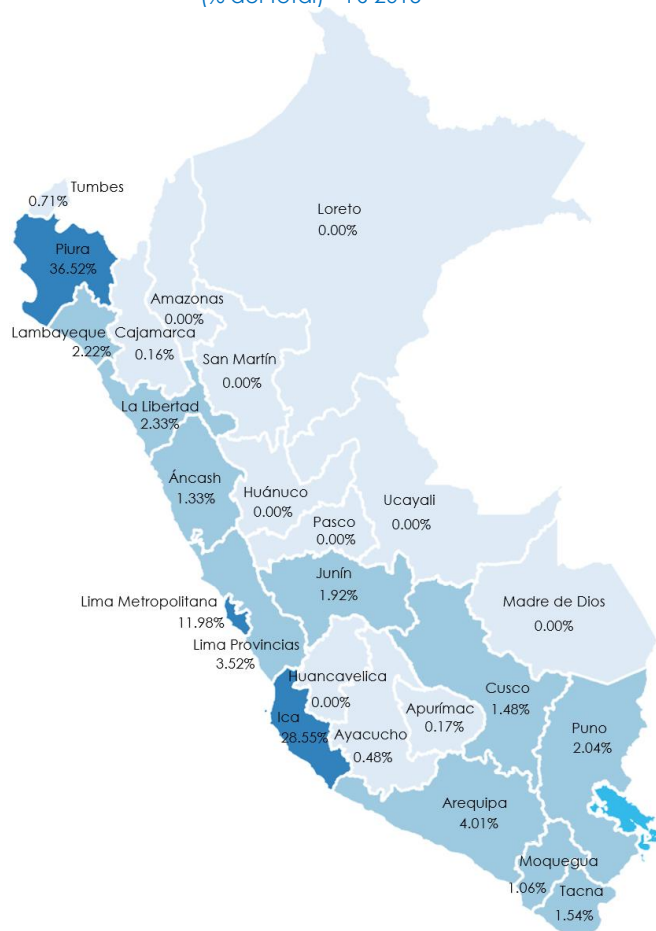 Tumbes
0.71%
Loreto
0.00%
Piura
36.52%
Amazonas
0.00%
Lambayeque
2.22%
Cajamarca
0.16%
San Martín
0.00%
La Libertad
2.33%
Áncash
1.33%
Huánuco
0.00%
Ucayali
0.00%
Pasco
0.00%
Junín
1.92%
Lima Metropolitana
11.98%
Madre de Dios
0.00%
Lima Provincias
3.52%
Huancavelica
0.00%
Cusco
1.48%
Apurímac
0.17%
Ica
28.55%
Ayacucho
0.48%
Puno
2.04%
Arequipa
4.01%
Moquegua
1.06%
Tacna
1.54%